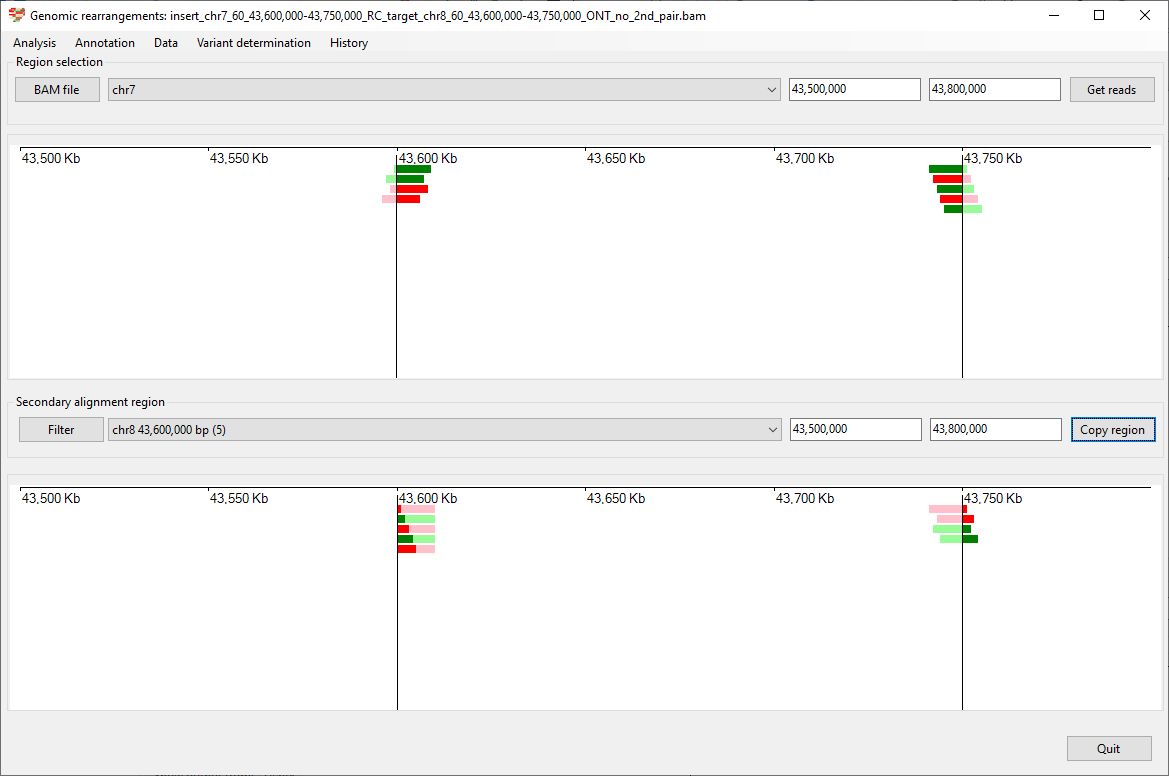 Genomic rearrangements: insert_chr7_60_43,600,000-43,750,000_RC_target_chr8_60_43,600,000-43,750,000_ONT_no_2nd_pair.bam
Analysis Annotation Data Variant determination History
Region selection
BAM file chr7 43,500,000 43,800,000 Get reads
43,500 Kb 43,550 Kb 43,600 Kb 43,650 Kb 43,700 Kb 43,750 Kb
Secondary alignment region
Filter chr8 43,600,000 bp (5) 43,500,000 43,800,000 Copy region
43,500 Kb 43,550 Kb 43,600 Kb 43,650 Kb 43,700 Kb 43,750 Kb
Quit